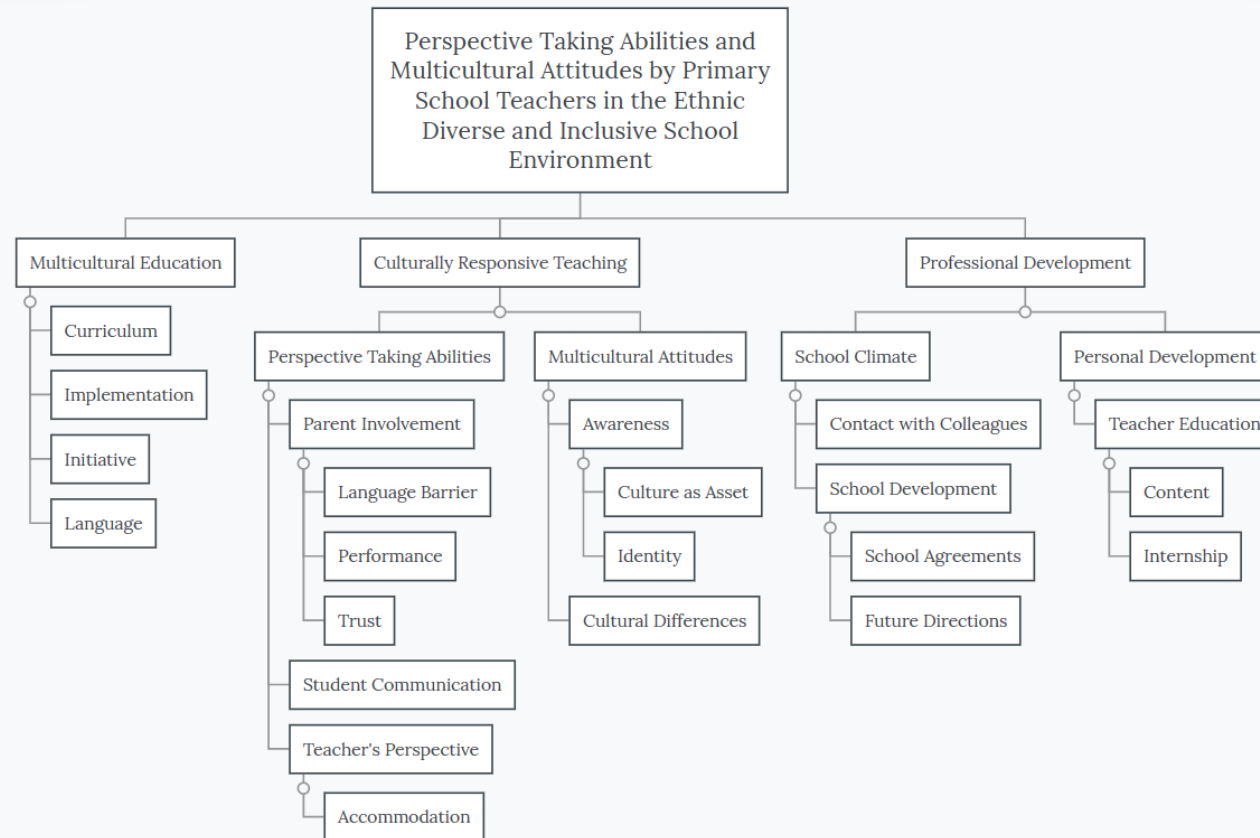 Perspective Taking Abilities and
Multicultural Attitudes by Primary
School Teachers in the Ethnic
Diverse and Inclusive School
Environment
Multicultural Education
Curriculum
Implementation
Initiative
Language
Culturally Responsive Teaching
Perspective Taking Abilities
Parent Involvement
Language Barrier
Performance
Trust
Student Communication
Teacher's Perspective
Accommodation
Multicultural Attitudes
Awareness
Culture as Asset
Identity
Cultural Differences
Professional Development
School Climate
Contact with Colleagues
School Development
School Agreements
Future Directions
Personal Development
Teacher Education
Content
Internship